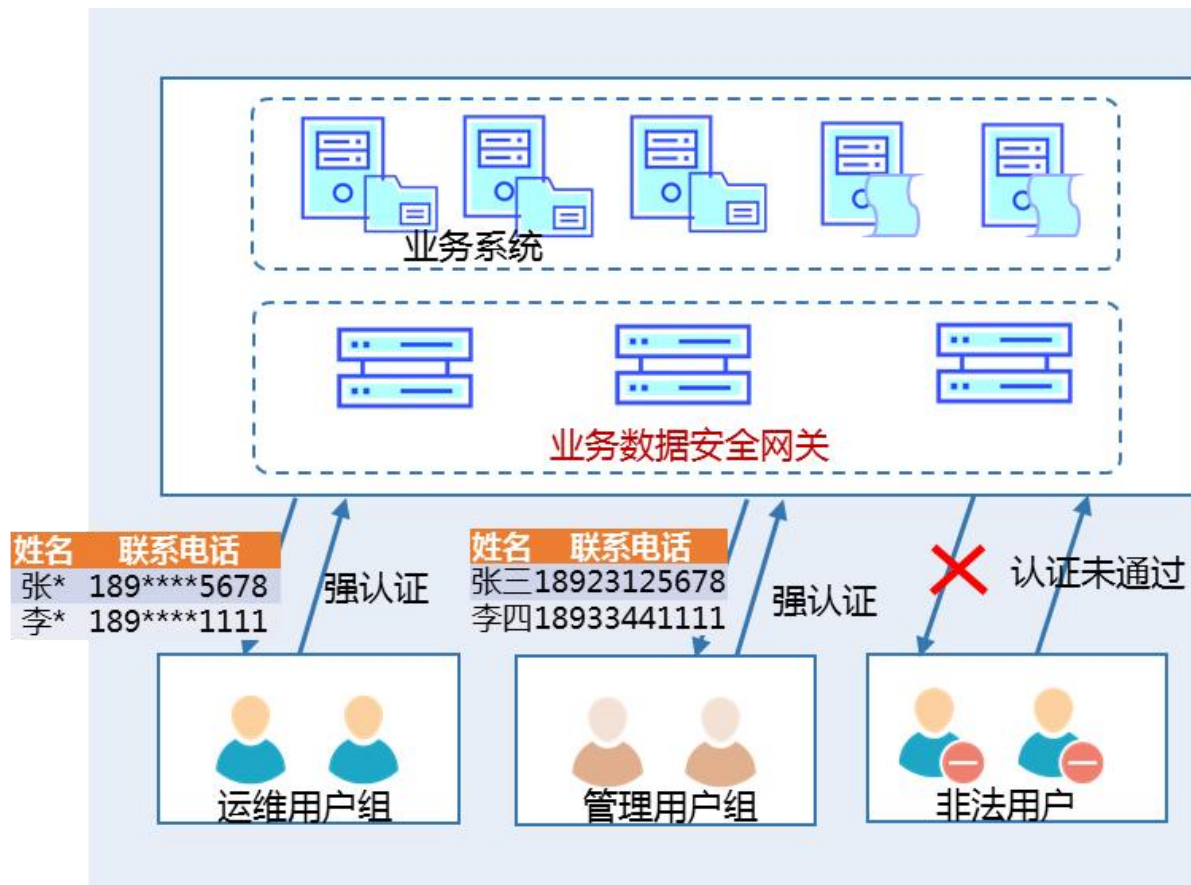 业务系统
业务数据安全网关
姓名 联系电话
张* 189****5678
李* 189****1111
强认证
姓名 联系电话
张三18923125678
李四18933441111
强认证
认证未通过
运维用户组
管理用户组
非法用户